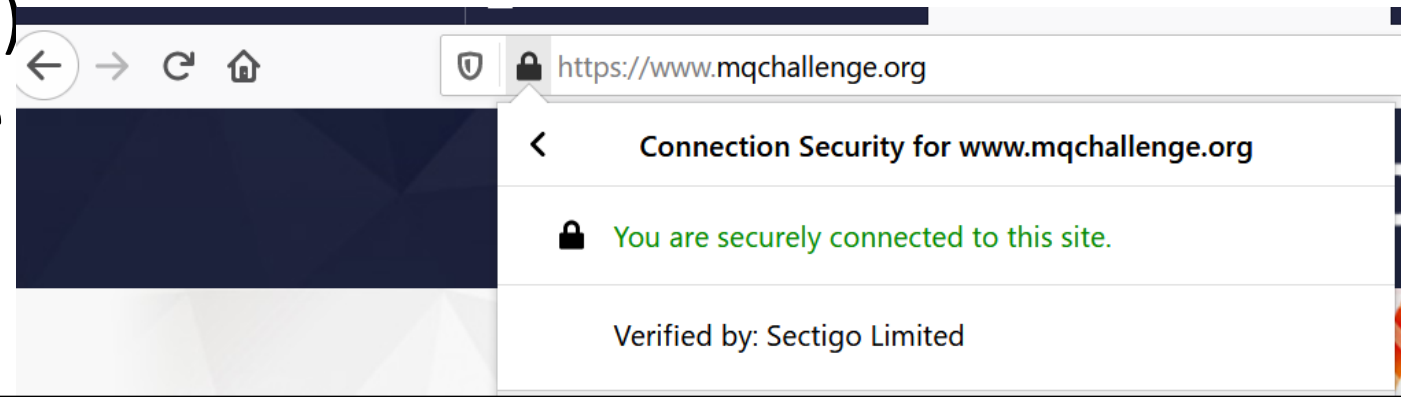 )
https://www.mqchallenge.org
Connection Security for www.mqchallenge.org
You are securely connected to this site.
Verified by: Sectigo Limited